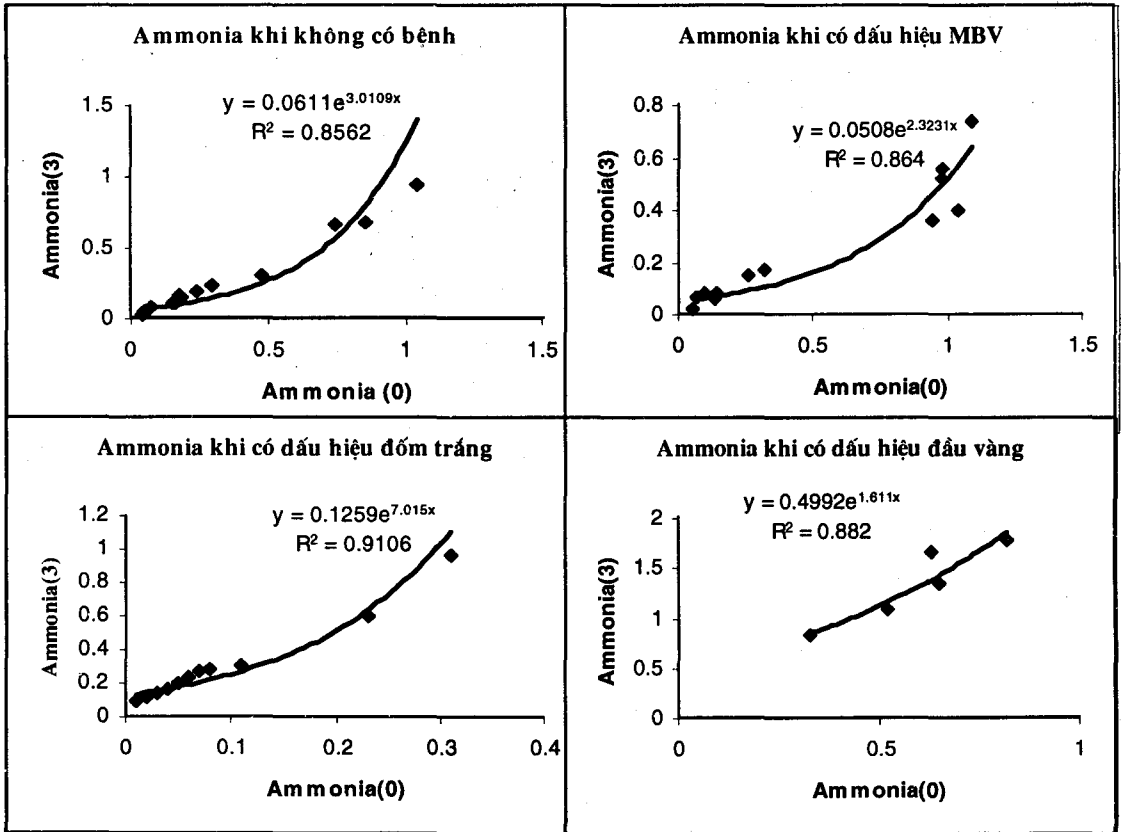 Ammonia khi không có bệnh
y = 0.0611e^3.0109x
R² = 0.8562
1.5
1
0.5
0
0
0.5
1
1.5
Ammonia(3)
Ammonia (0)
Ammonia khi có dấu hiệu MBV
y = 0.0508e^2.3231x
R² = 0.864
0.8
0.6
0.4
0.2
0
0
0.5
1
1.5
Ammonia(3)
Ammonia(0)
Ammonia khi có dấu hiệu đốm trắng
y = 0.1259e^7.015x
R² = 0.9106
1.2
1
0.8
0.6
0.4
0.2
0
0
0.1
0.2
0.3
0.4
Ammonia(3)
Ammonia(0)
Ammonia khi có dấu hiệu đầu vàng
y = 0.4992e^1.611x
R² = 0.882
2
1.5
1
0.5
0
0
0.5
1
Ammonia(3)
Ammonia(0)